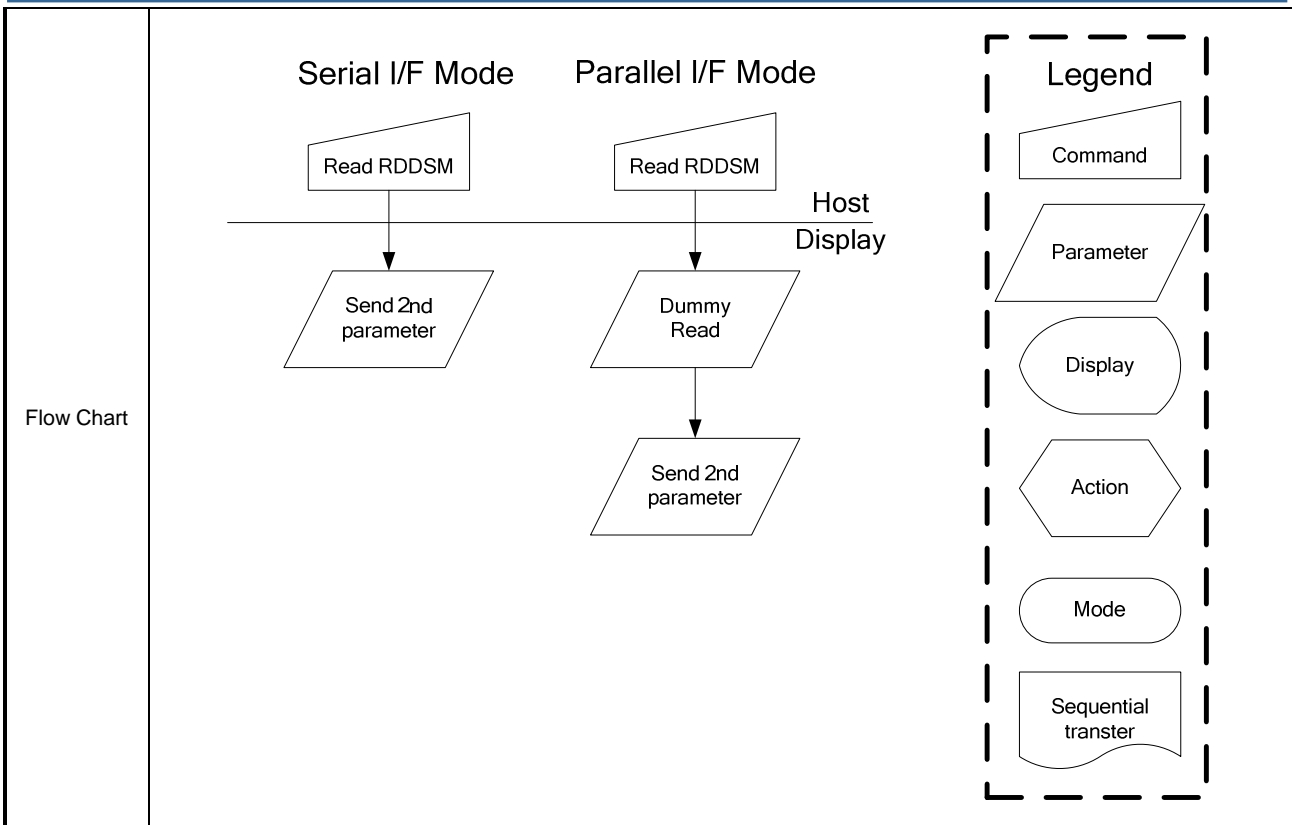 Flow Chart
Serial I/F Mode
Parallel I/F Mode
Read RDDSM
Read RDDSM
Host
Display
Send 2nd
parameter
Dummy
Read
Send 2nd
parameter
Legend
Command
Parameter
Display
Action
Mode
Sequential
transter